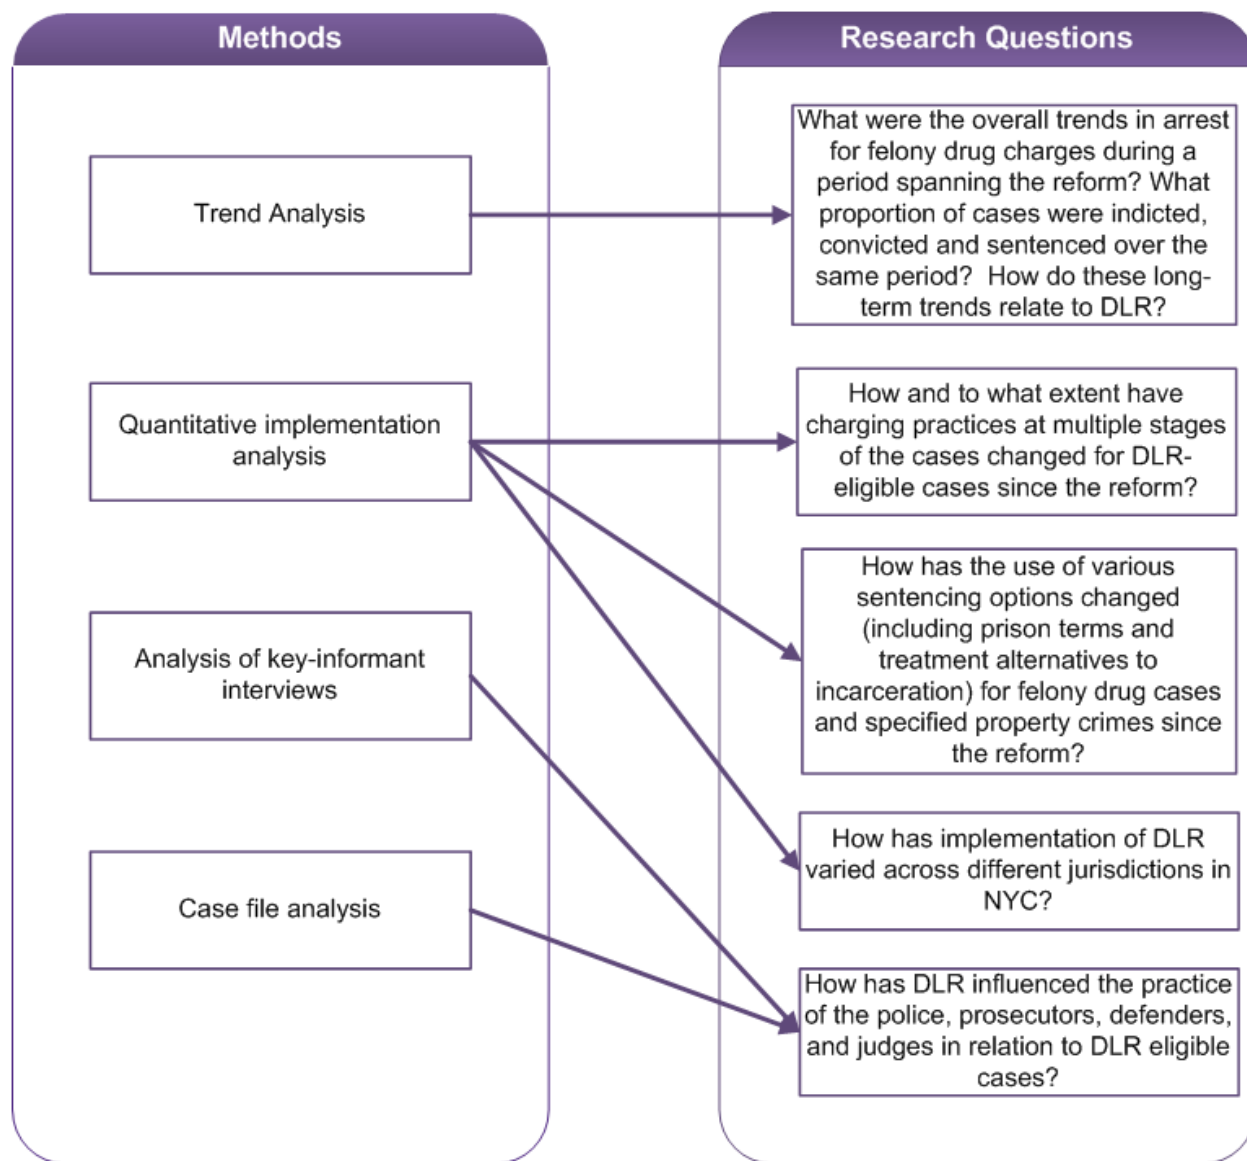 Methods
Trend Analysis
Quantitative implementation
analysis
Analysis of key-informant
interviews
Case file analysis
Research Questions
What were the overall trends in arrest
for felony drug charges during a
period spanning the reform? What
proportion of cases were indicted,
convicted and sentenced over the
same period?  How do these long-
term trends relate to DLR?
How and to what extent have
charging practices at multiple stages
of the cases changed for DLR-
eligible cases since the reform?
How has the use of various
sentencing options changed
(including prison terms and
treatment alternatives to
incarceration) for felony drug cases
and specified property crimes since
the reform?
How has implementation of DLR
varied across different jurisdictions in
NYC?
How has DLR influenced the practice
of the police, prosecutors, defenders,
and judges in relation to DLR eligible
cases?